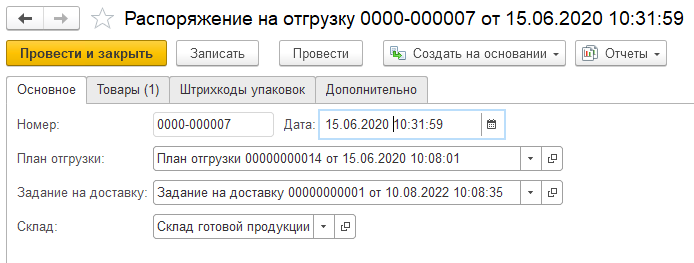 Распоряжение на отгрузку 0000-000007 от 15.06.2020 10:31:59
Провести и закрыть Записать Провести Создать на основании Отчеты
Основное Товары (1) Штрихкоды упаковок Дополнительно
Номер: 0000-000007 Дата: 15.06.2020 10:31:59
План отгрузки: План отгрузки 00000000014 от 15.06.2020 10:08:01
Задание на доставку: Задание на доставку 00000000001 от 10.08.2022 10:08:35
Склад: Склад готовой продукции